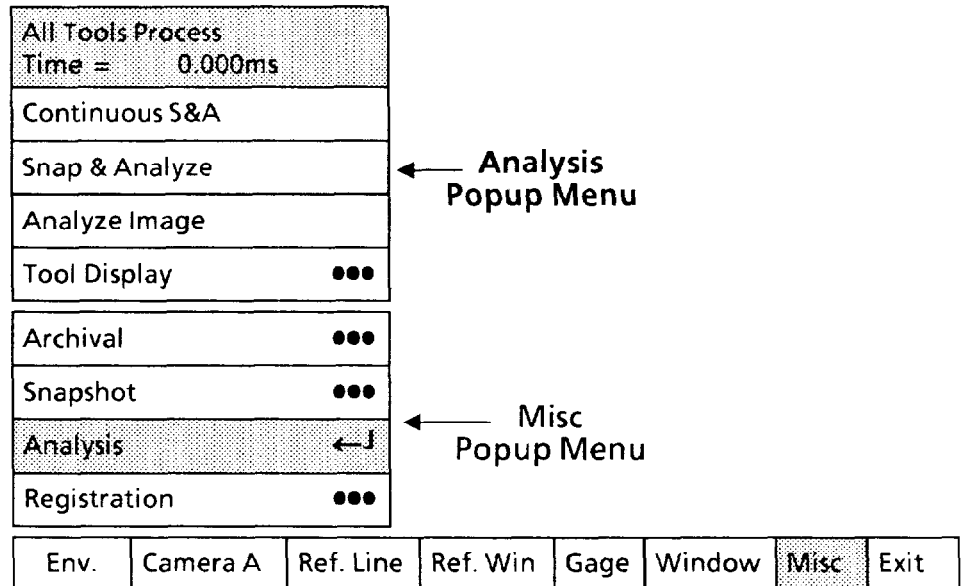 All Tools Process
Time = 0.000ms
Continuous S&A
Snap & Analyze
Analyze Image
Tool Display •••
Analysis
Popup Menu
Archival •••
Snapshot •••
Analysis ←┘
Registration •••
Misc
Popup Menu
Env. Camera A Ref. Line Ref. Win Gage Window Misc Exit